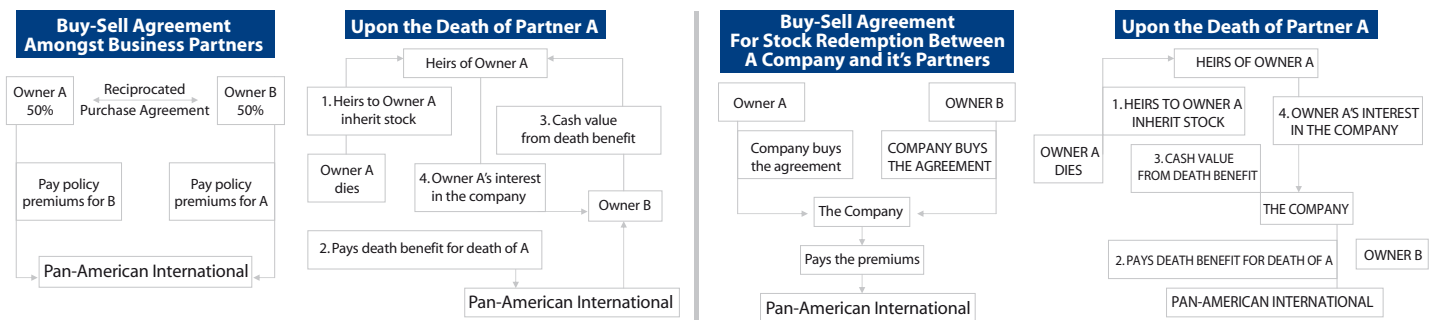 Buy-Sell Agreement
Amongst Business Partners
Owner A
50%
Reciprocated
Purchase Agreement
Owner B
50%
Pay policy
premiums for B
Pay policy
premiums for A
Pan-American International
Upon the Death of Partner A
Heirs of Owner A
1. Heirs to Owner A
inherit stock
3. Cash value
from death benefit
Owner A
dies
4. Owner A's interest
in the company
Owner B
2. Pays death benefit for death of A
Pan-American International
Buy-Sell Agreement
For Stock Redemption Between
A Company and it's Partners
Owner A
OWNER B
Company buys
the agreement
COMPANY BUYS
THE AGREEMENT
The Company
Pays the premiums
Pan-American International
Upon the Death of Partner A
HEIRS OF OWNER A
1. HEIRS TO OWNER A
INHERIT STOCK
4. OWNER A'S INTEREST
IN THE COMPANY
OWNER A
DIES
3. CASH VALUE
FROM DEATH BENEFIT
THE COMPANY
2. PAYS DEATH BENEFIT FOR DEATH OF A
OWNER B
PAN-AMERICAN INTERNATIONAL